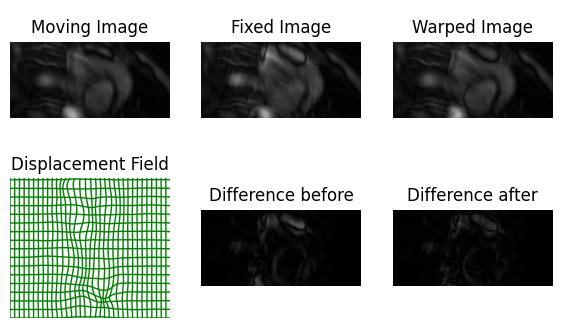 Moving Image
Fixed Image
Warped Image
Displacement Field
Difference before
Difference after